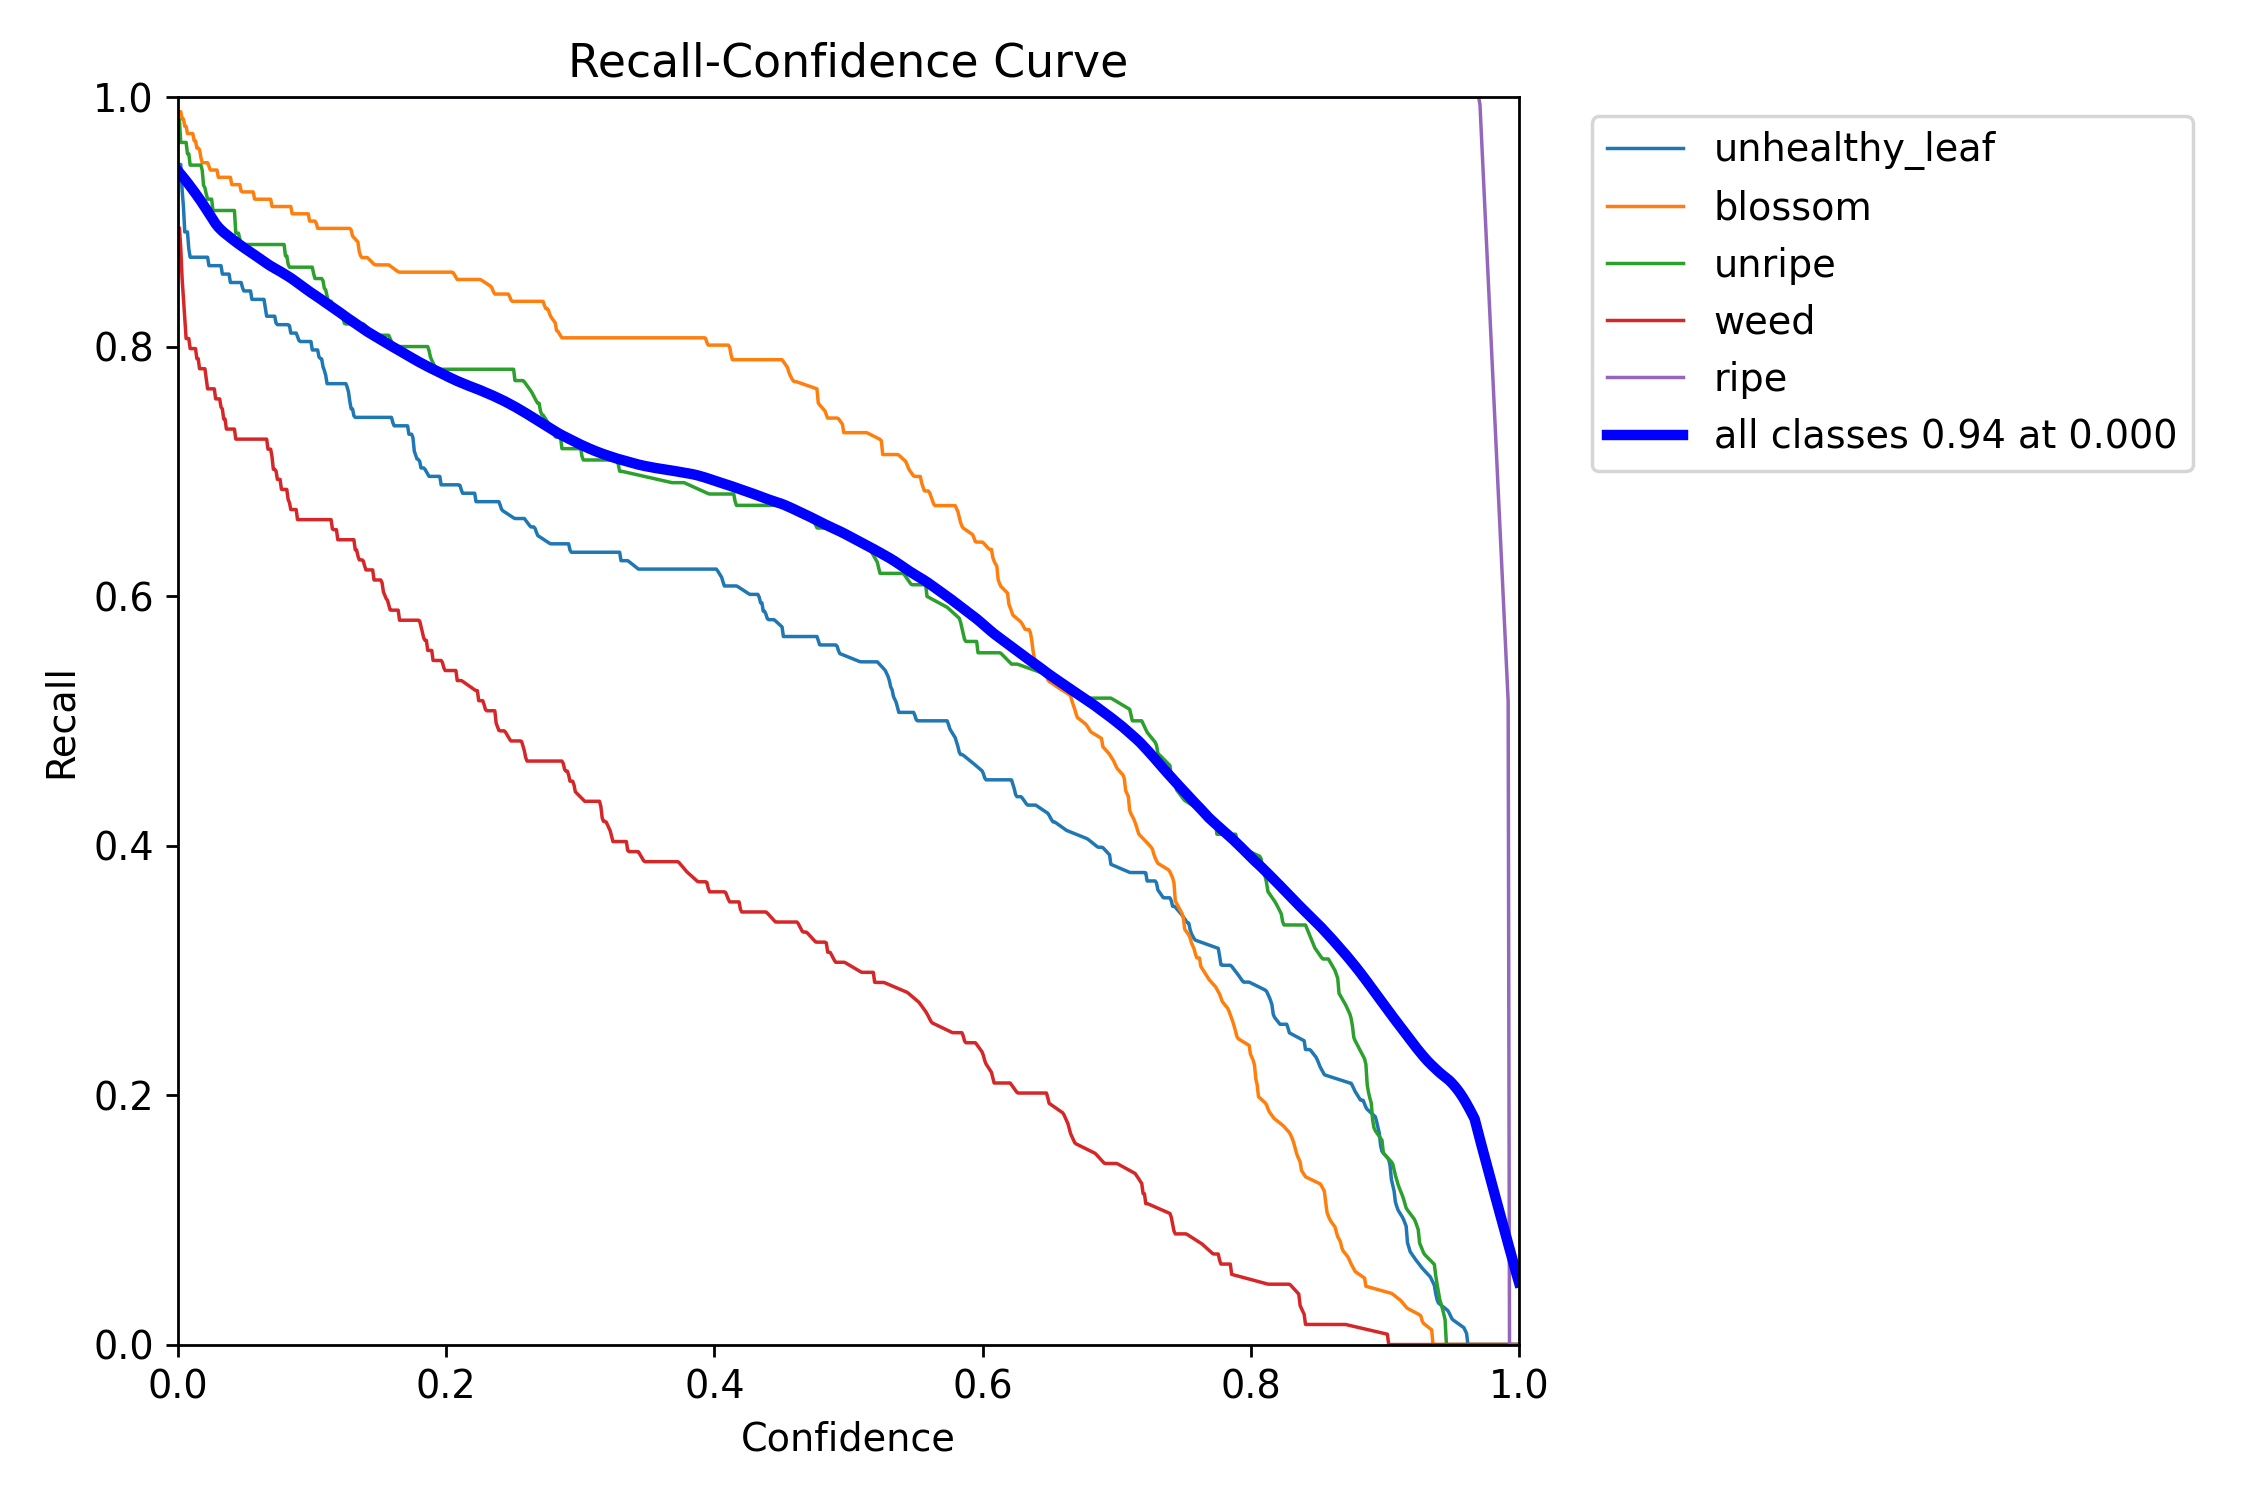 Recall-Confidence Curve
1.0
0.8
0.6
0.4
0.2
0.0
Recall
0.0 0.2 0.4 0.6 0.8 1.0
Confidence
unhealthy_leaf
blossom
unripe
weed
ripe
all classes 0.94 at 0.000